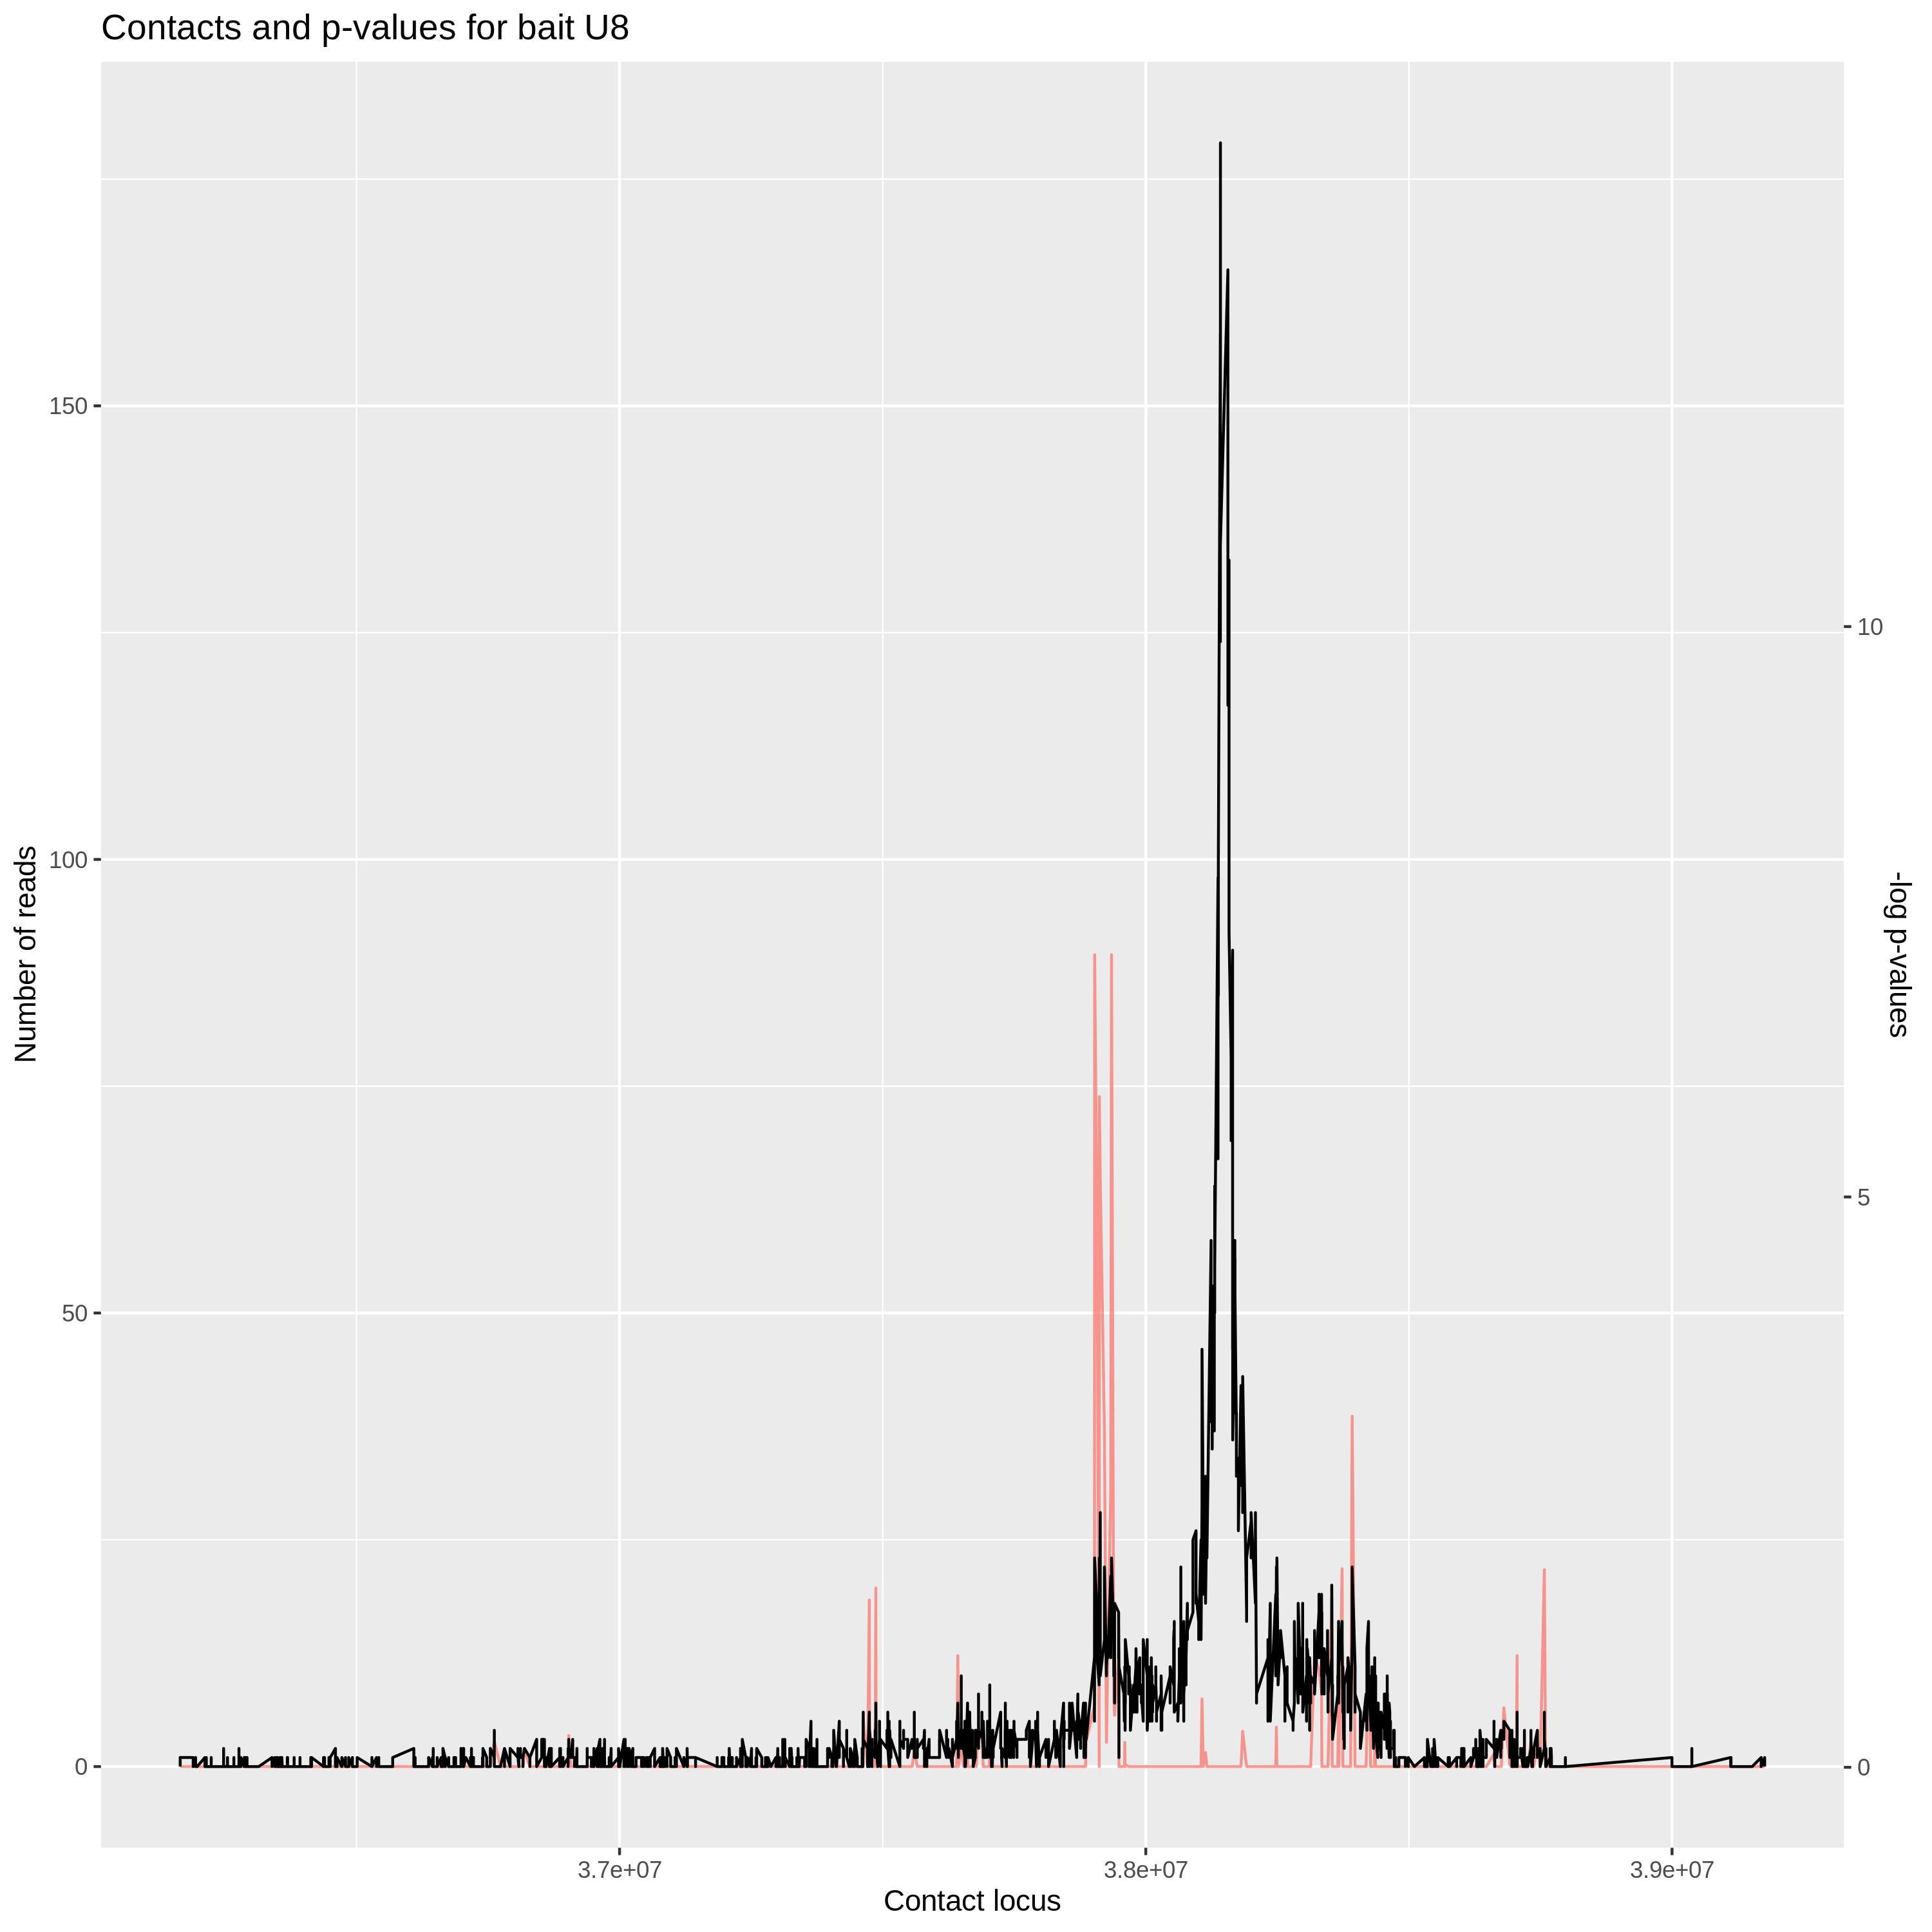 Contacts and p-values for bait U8
Number of reads
150
100
50
0
10
5
0
-log p-values
3.7e+07
3.8e+07
3.9e+07
Contact locus